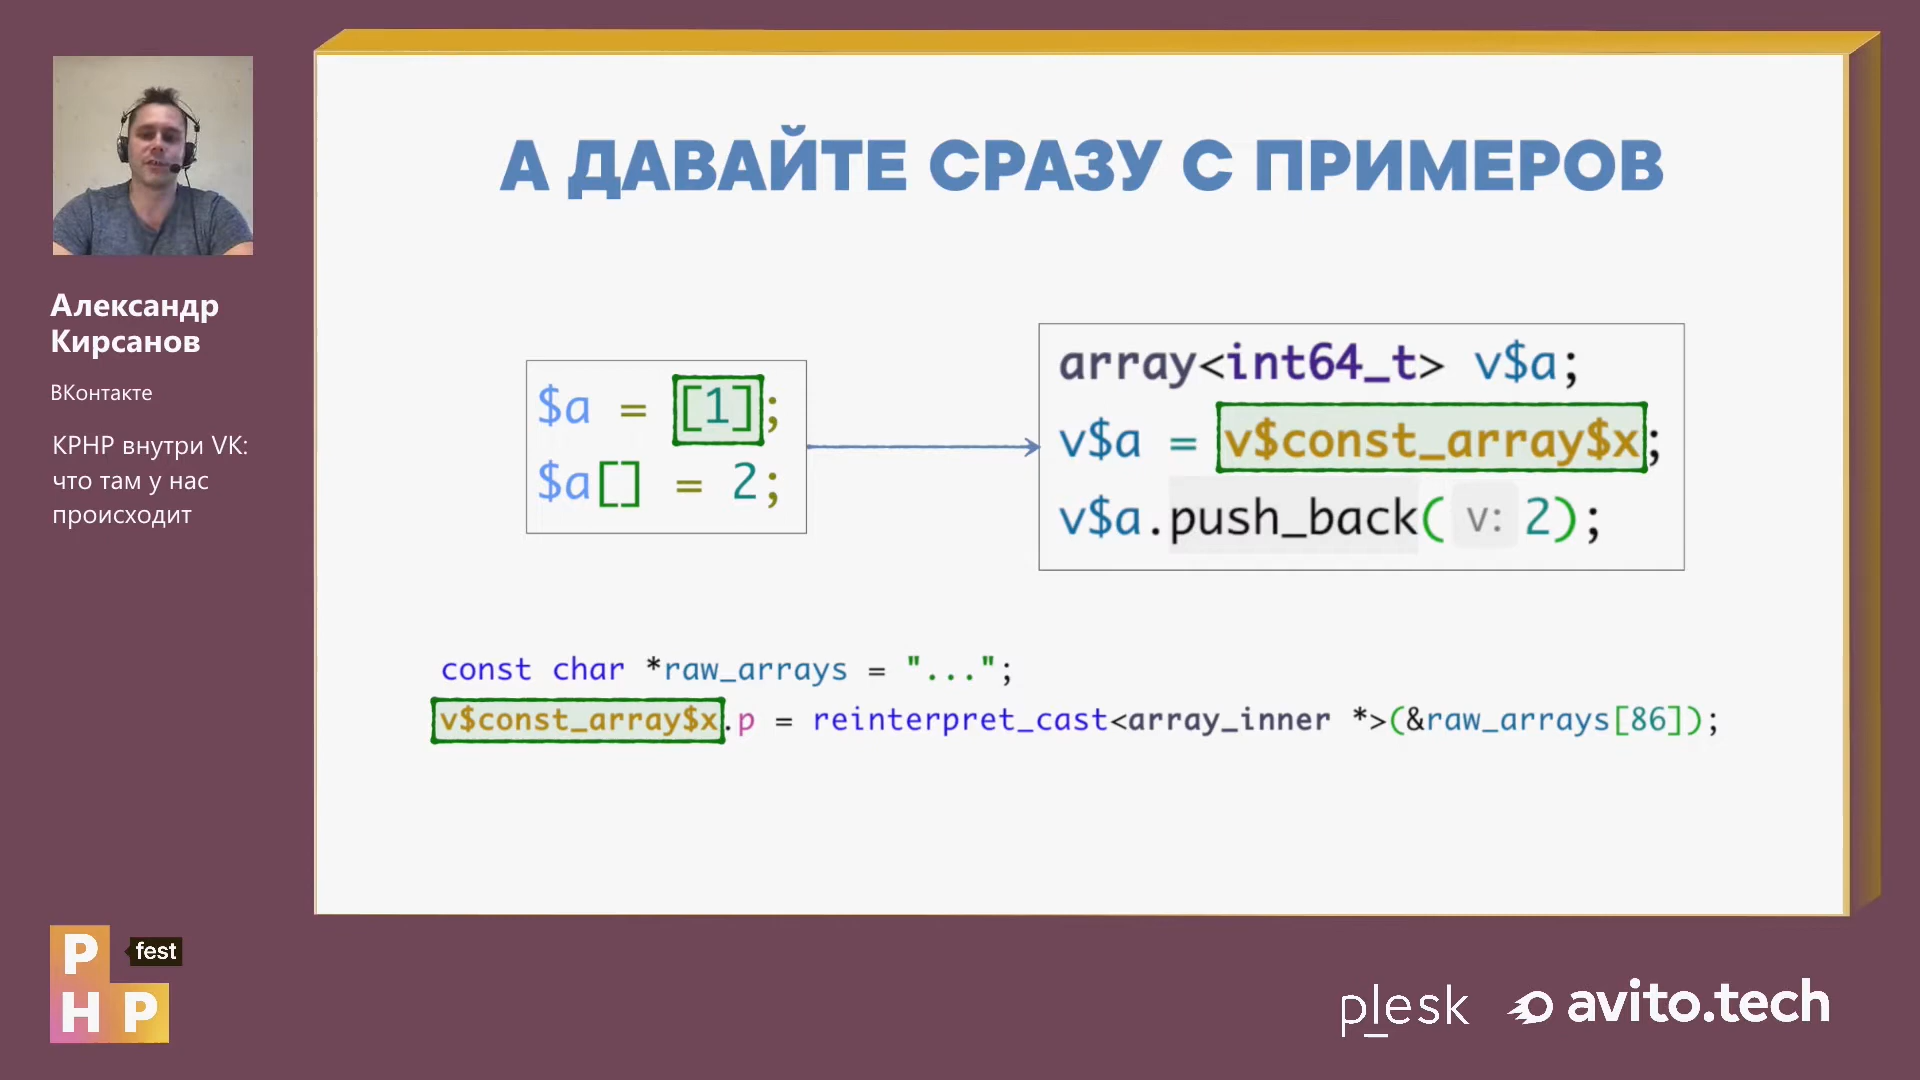 Александр
Кирсанов
ВКонтакте
KPHP внутри VK:
что там у нас
происходит
А ДАВАЙТЕ СРАЗУ С ПРИМЕРОВ
$a = [1];
$a[] = 2;
array<int64_t> v$a;
v$a = v$const_array$x;
v$a.push_back( v: 2);
const char *raw_arrays = "...";
v$const_array$x.p = reinterpret_cast<array_inner *>(&raw_arrays[86]);
P fest
HP
plesk
avito.tech